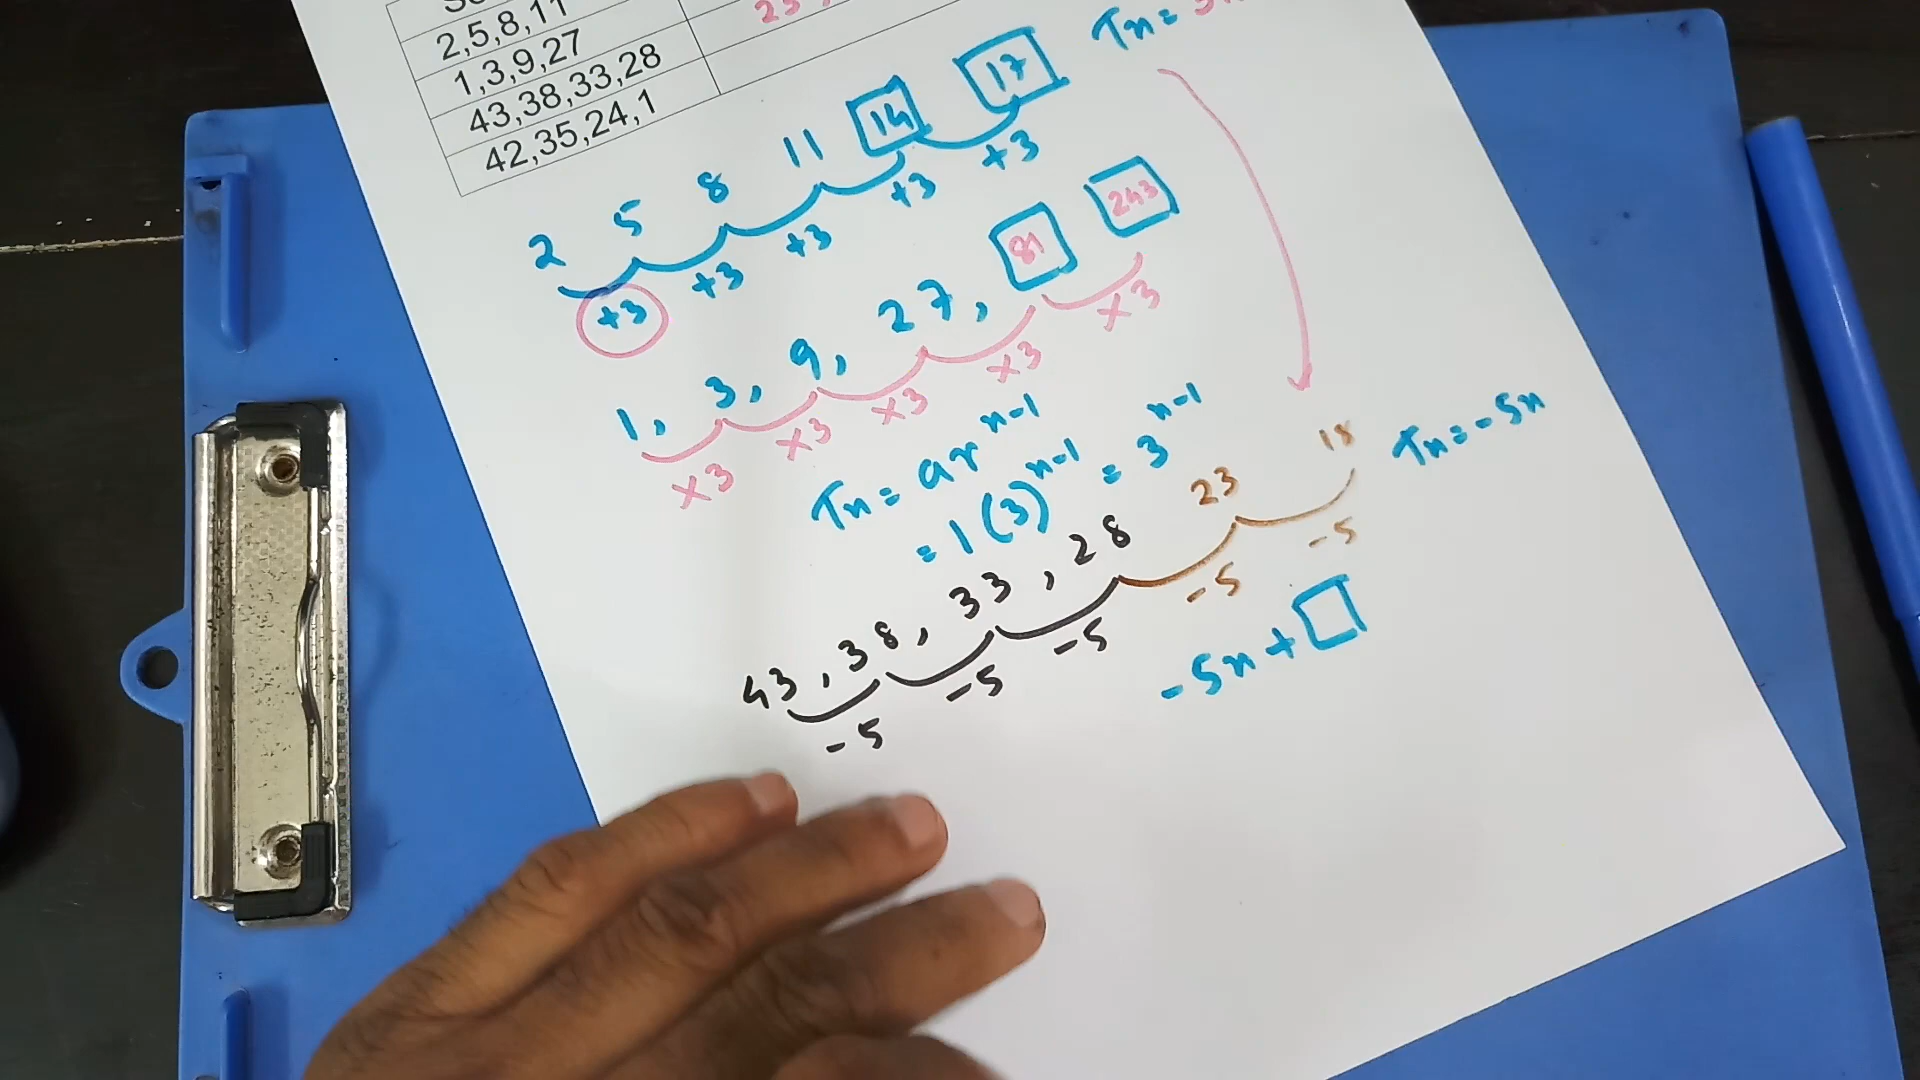 2,5,8,11
1,3,9,27
43,38,33,28
42,35,24,1
Tn =
2 5 8 11 14 17
+3 +3 +3 +3 +3
1, 3, 9, 27, 81 243
×3 ×3 ×3 ×3 ×3
Tn = ar^{n-1}
= 1(3)^{n-1} = 3^{n-1}
43, 38, 33, 28 23 18
-5 -5 -5 -5 -5
Tn = -5n
-5n + □